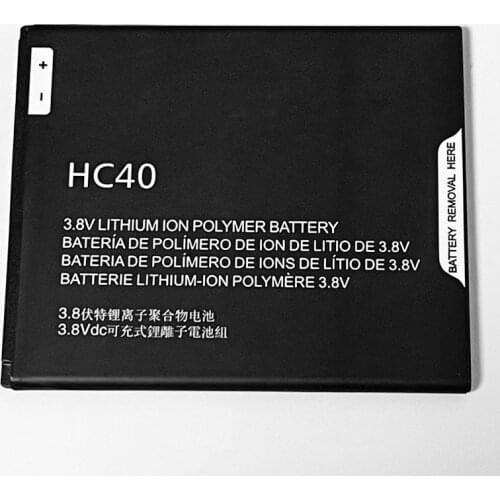 +
-
HC40
3.8V LITHIUM ION POLYMER BATTERY
BATERÍA DE POLÍMERO DE ION DE LITIO DE 3.8V
BATERIA DE POLÍMERO DE IONS DE LÍTIO DE 3.8V
BATTERIE LITHIUM-ION POLYMÈRE 3.8V
3.8伏特锂离子聚合物电池
3.8Vdc可充式鋰離子電池組
BATTERY REMOVAL HERE